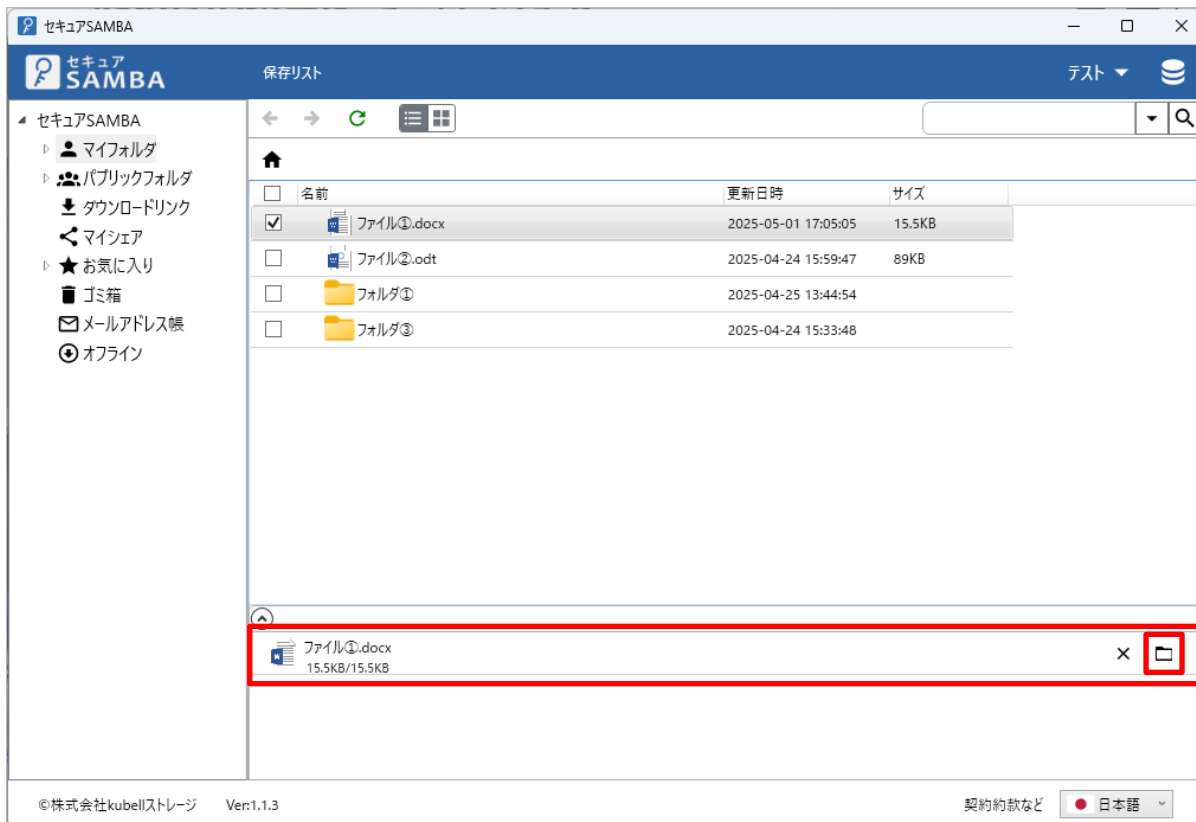 セキュアSAMBA
セキュア
SAMBA
保存リスト
テスト
セキュアSAMBA
マイフォルダ
パブリックフォルダ
ダウンロードリンク
マイシェア
お気に入り
ゴミ箱
メールアドレス帳
オフライン
名前 更新日時 サイズ
ファイル①.docx 2025-05-01 17:05:05 15.5KB
ファイル②.odt 2025-04-24 15:59:47 89KB
フォルダ① 2025-04-25 13:44:54
フォルダ③ 2025-04-24 15:33:48
ファイル①.docx
15.5KB/15.5KB
©株式会社kubellストレージ Ver:1.1.3 契約約款など 日本語